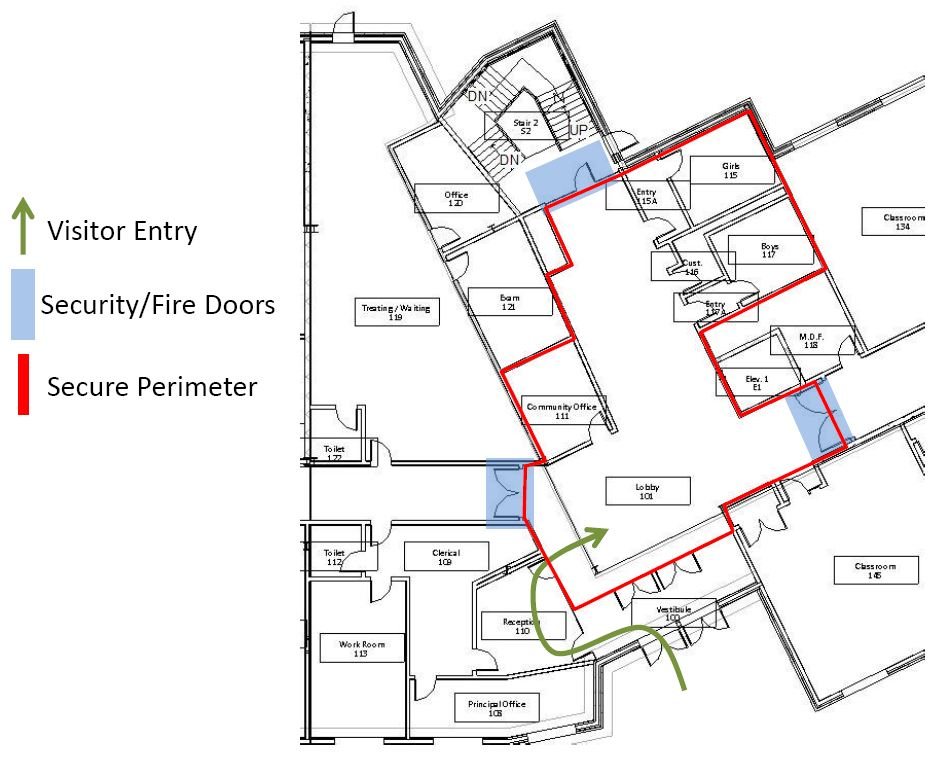 Visitor Entry
Security/Fire Doors
Secure Perimeter
DN
UP
Stair 2
S2
DN
Girls
115
Office
120
Entry
115A
Classroom
134
Boys
117
Cust.
116
Exam
121
Entry
117A
Treating / Waiting
119
M.D.F.
118
Elev. 1
E1
Community Office
111
Toilet
122
Lobby
101
Toilet
112
Clerical
109
Classroom
145
Vestibule
100
Reception
110
Work Room
113
Principal Office
108